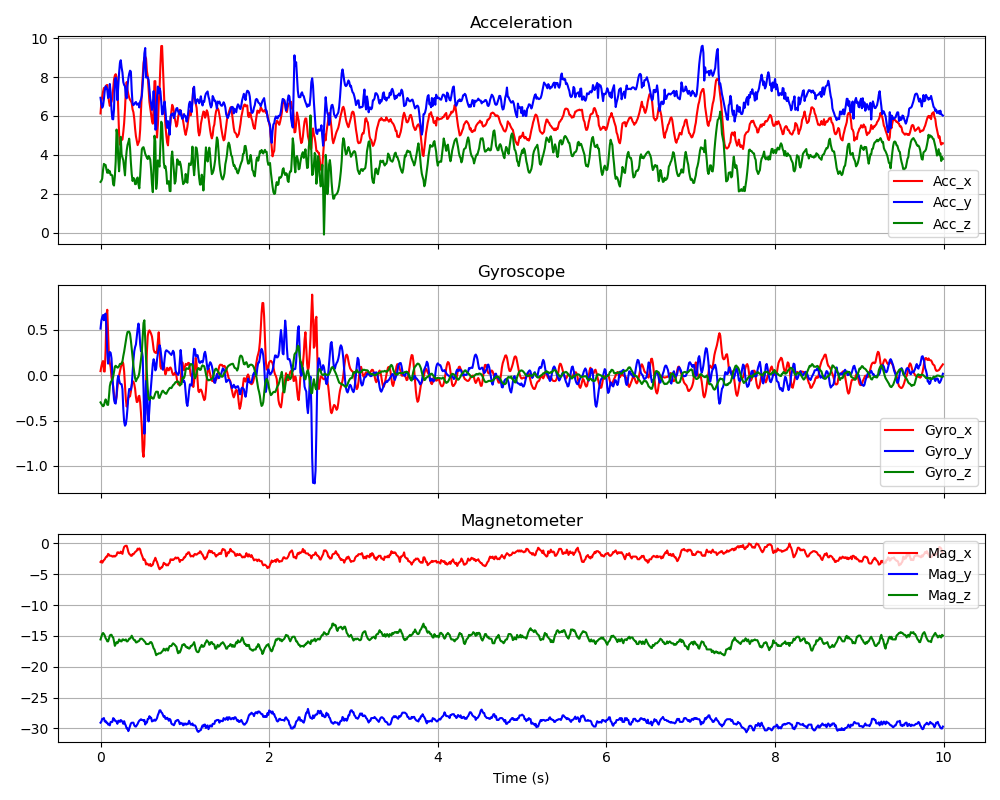 Acceleration
10
8
6
4
2
0
Acc_x
Acc_y
Acc_z
Gyroscope
0.5
0.0
−0.5
−1.0
Gyro_x
Gyro_y
Gyro_z
Magnetometer
0
−5
−10
−15
−20
−25
−30
Mag_x
Mag_y
Mag_z
0 2 4 6 8 10
Time (s)